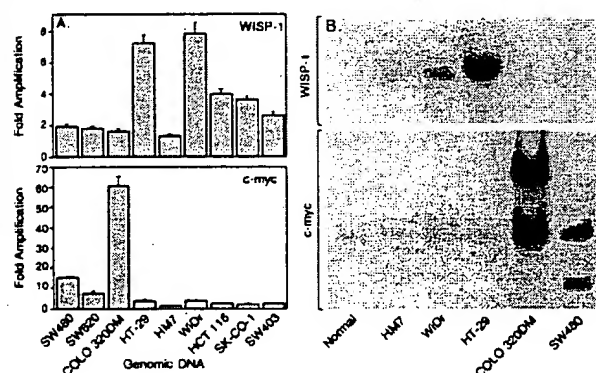 A.
WISP-1
Fold Amplification
8
6
4
2
0
c-myc
Fold Amplification
70
60
50
40
30
20
10
0
SW480
SW620
COLO 320DM
HT-29
HM7
WiDr
HCT 116
SK-CO-1
SW403
Genomic DNA
B.
WISP-1
c-myc
Normal
HM7
WiDr
HT-29
COLO 320DM
SW480